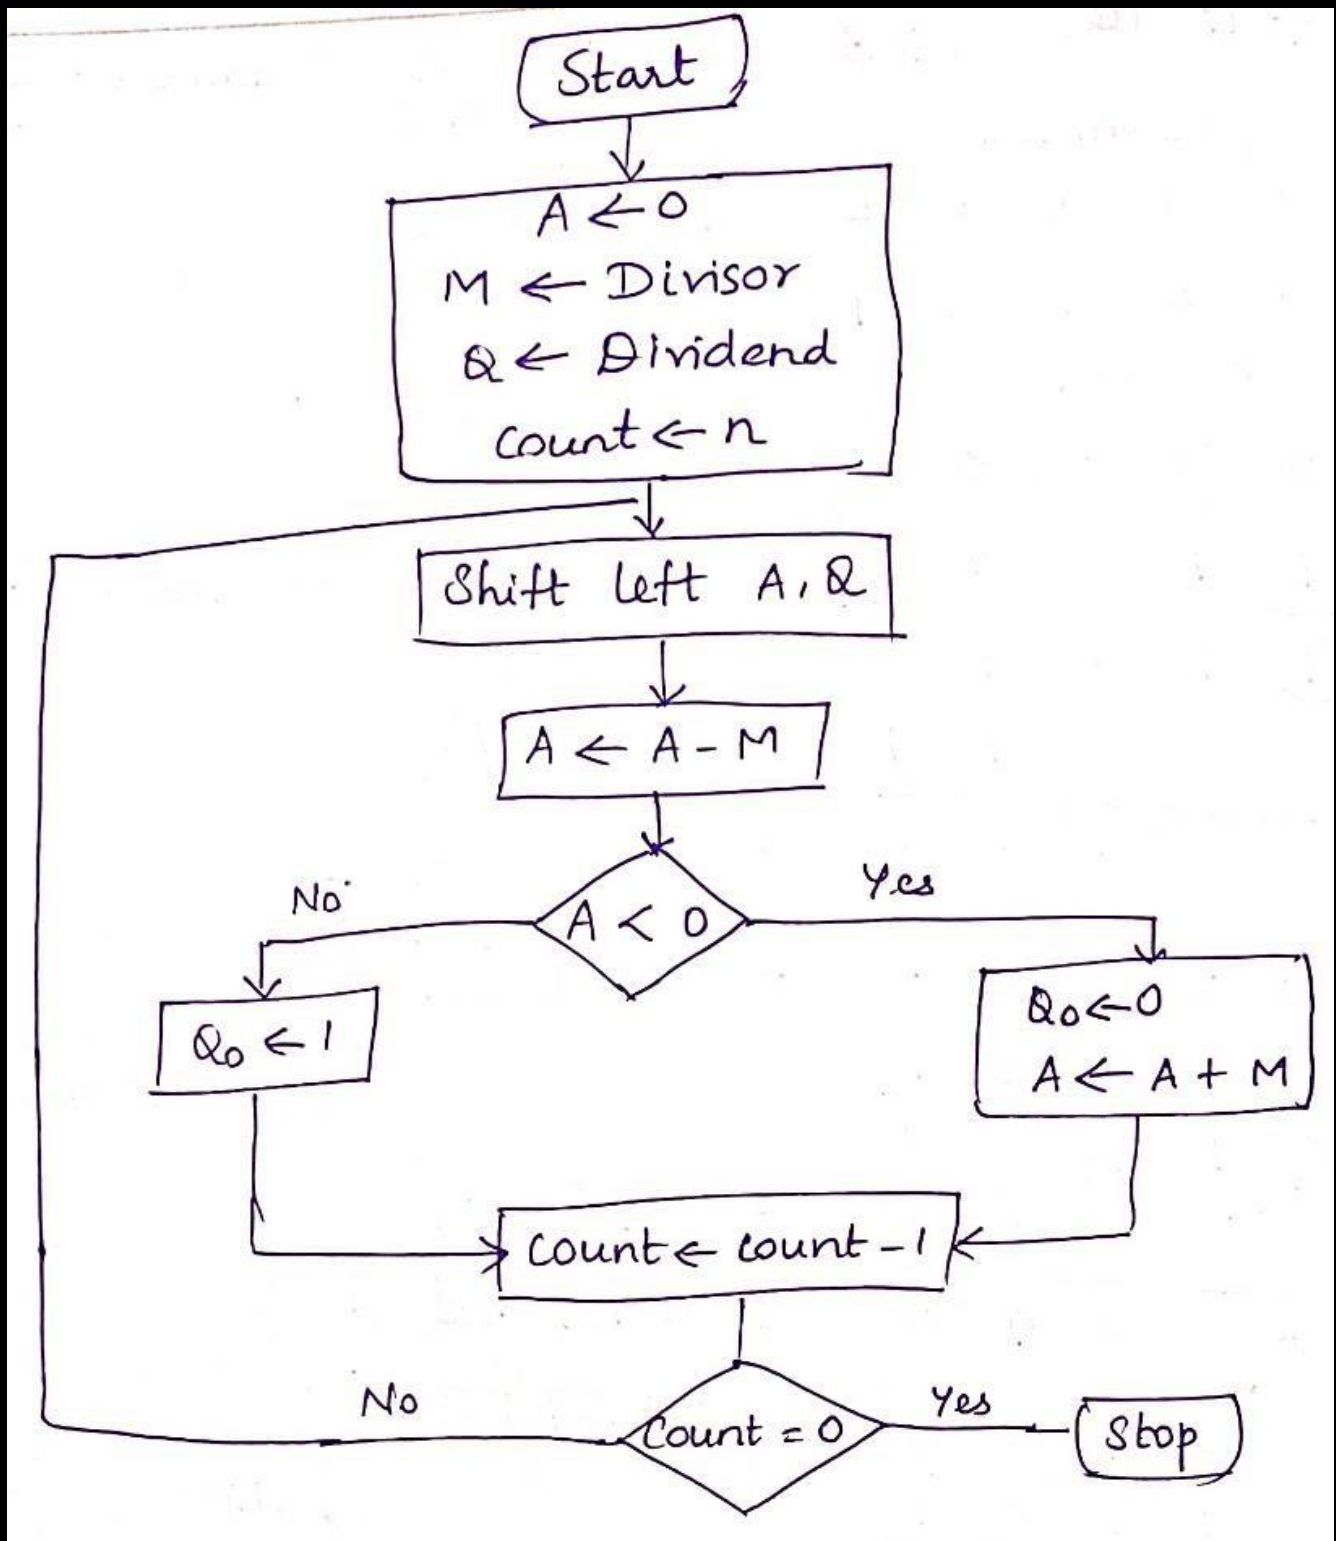 Start
A ← 0
M ← Divisor
Q ← Dividend
Count ← n
Shift left A, Q
A ← A - M
A < 0
No
Yes
Q₀ ← 1
Q₀ ← 0
A ← A + M
Count ← count - 1
Count = 0
No
Yes
Stop